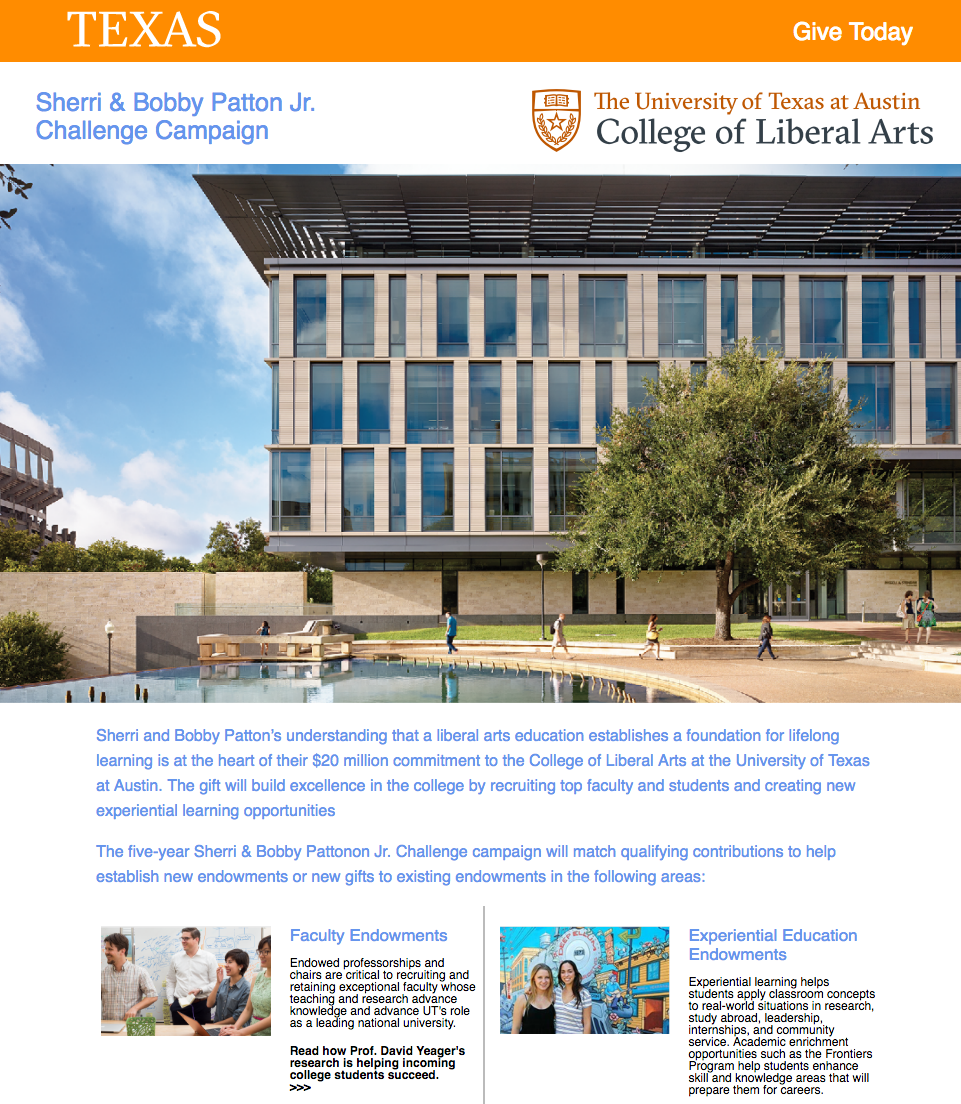 TEXAS
Give Today
Sherri & Bobby Patton Jr.
Challenge Campaign
The University of Texas at Austin
College of Liberal Arts
Sherri and Bobby Patton’s understanding that a liberal arts education establishes a foundation for lifelong
learning is at the heart of their $20 million commitment to the College of Liberal Arts at the University of Texas
at Austin. The gift will build excellence in the college by recruiting top faculty and students and creating new
experiential learning opportunities
The five-year Sherri & Bobby Pattonon Jr. Challenge campaign will match qualifying contributions to help
establish new endowments or new gifts to existing endowments in the following areas:
Faculty Endowments
Endowed professorships and
chairs are critical to recruiting and
retaining exceptional faculty whose
teaching and research advance
knowledge and advance UT’s role
as a leading national university.
Read how Prof. David Yeager’s
research is helping incoming
college students succeed.
>>>
Experiential Education
Endowments
Experiential learning helps
students apply classroom concepts
to real-world situations in research,
study abroad, leadership,
internships, and community
service. Academic enrichment
opportunities such as the Frontiers
Program help students enhance
skill and knowledge areas that will
prepare them for careers.